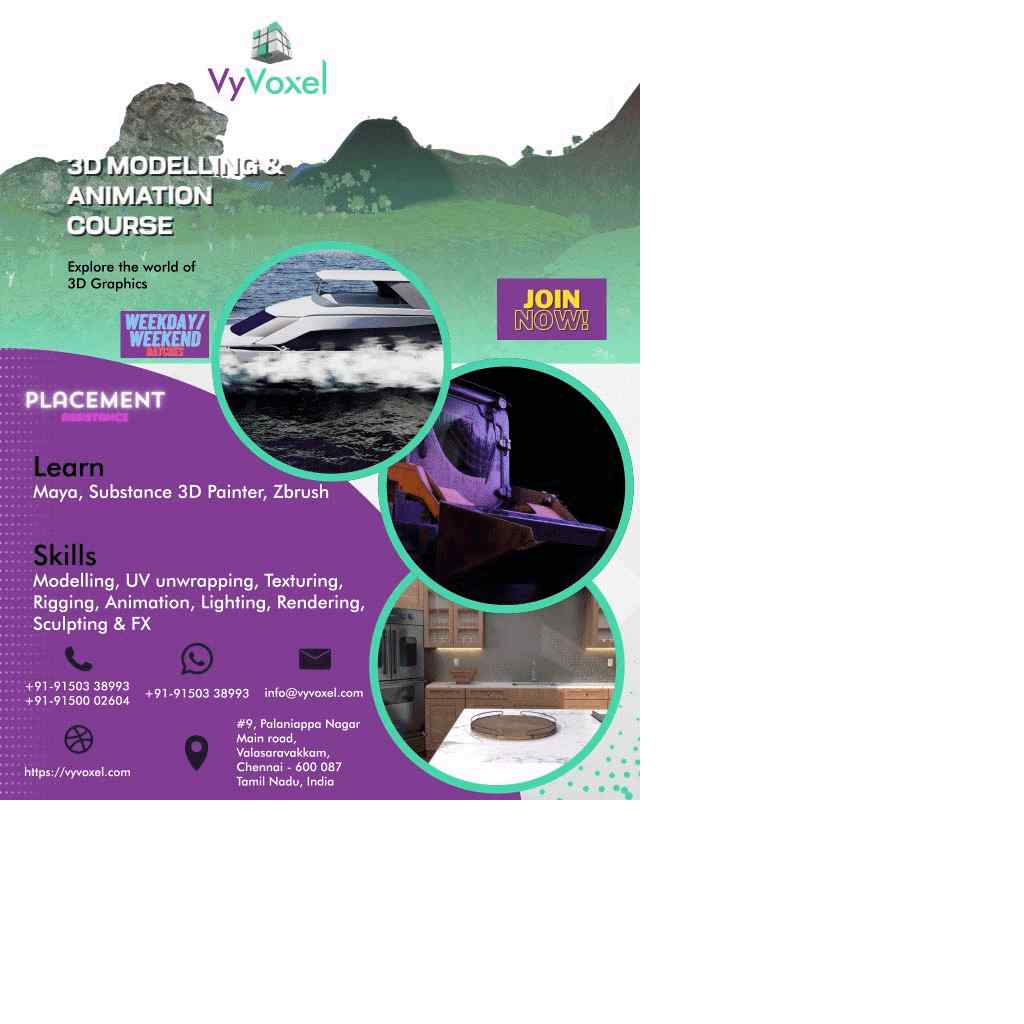 VyVoxel
3D MODELLING &
ANIMATION
COURSE
Explore the world of
3D Graphics
WEEKDAY/
WEEKEND
BATCHES
JOIN
NOW!
PLACEMENT
ASSISTANCE
Learn
Maya, Substance 3D Painter, Zbrush
Skills
Modelling, UV unwrapping, Texturing,
Rigging, Animation, Lighting, Rendering,
Sculpting & FX
+91-91503 38993
+91-91500 02604
+91-91503 38993
info@vyvoxel.com
https://vyvoxel.com
#9, Palaniappa Nagar
Main road,
Valasaravakkam,
Chennai - 600 087
Tamil Nadu, India